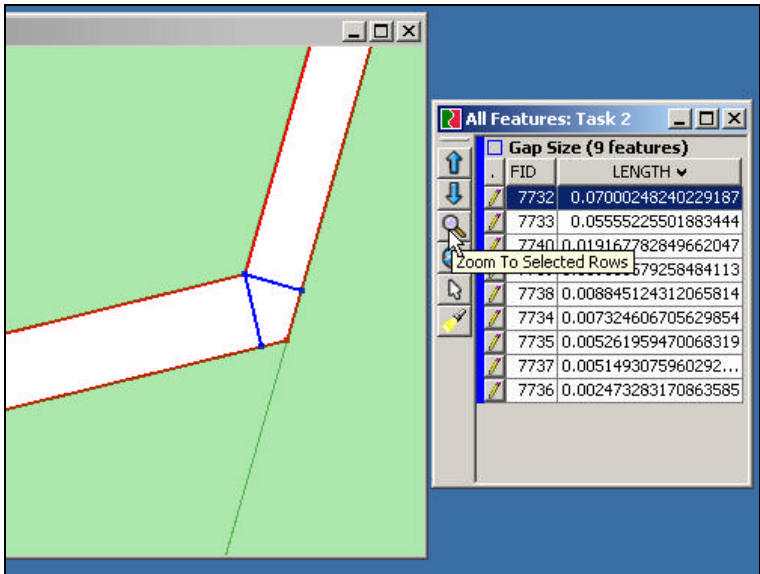 All Features: Task 2
Gap Size (9 features)
. FID LENGTH
7732 0.07000248240229187
7733 0.05555225501883444
7740 0.019167782849662047
579258484113
Zoom To Selected Rows
7738 0.008845124312065814
7734 0.007324606705629854
7735 0.005261959470068319
7737 0.0051493075960292...
7736 0.002473283170863585